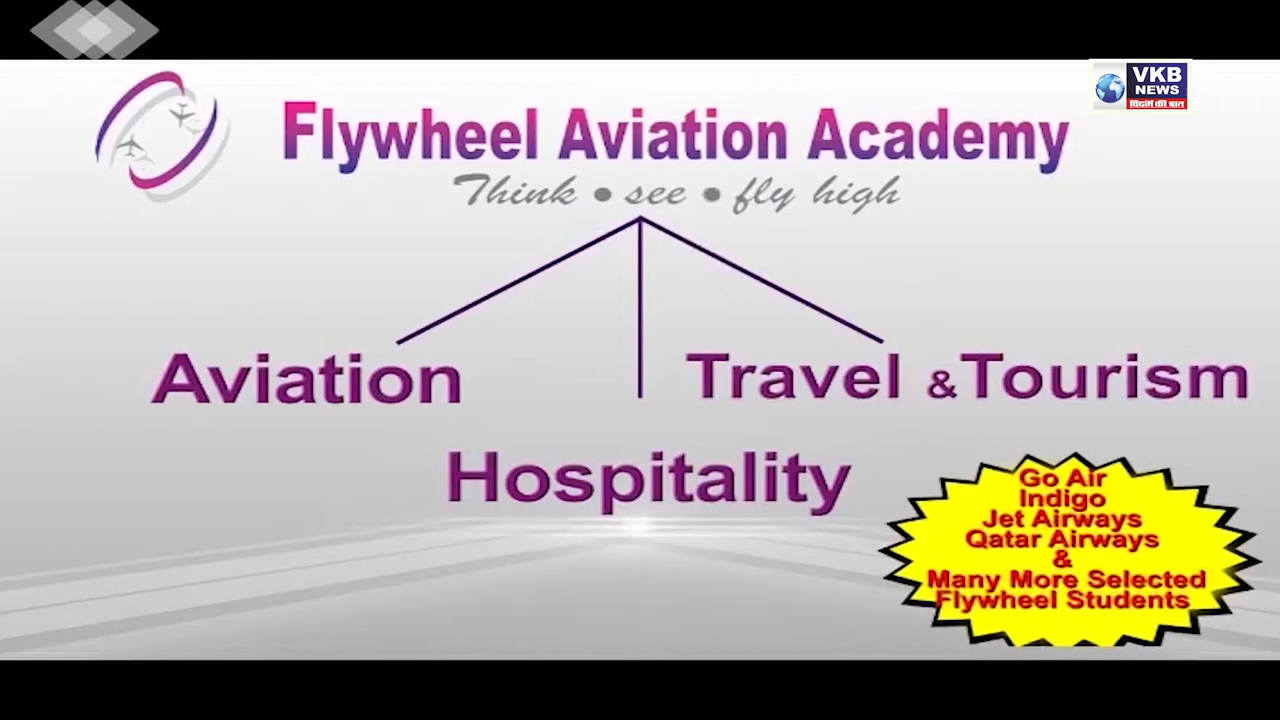 VKB
NEWS
विदर्भ की बात
Flywheel Aviation Academy
Think • see • fly high
Aviation
Travel & Tourism
Hospitality
Go Air
Indigo
Jet Airways
Qatar Airways
&
Many More Selected
Flywheel Students